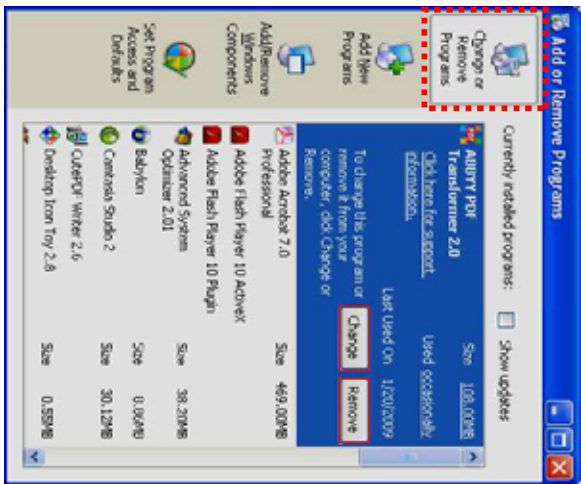 Add or Remove Programs
Change or
Remove
Programs
Add New
Programs
Add/Remove
Windows
Components
Set Program
Access and
Defaults
Currently installed programs:
Show updates
ABBYY PDF
Transformer 2.0
Size 108.00MB
Click here for support
information.
Used occasionally
Last Used On 1/20/2009
To change this program or
remove it from your
computer, click Change or
Remove.
Change
Remove
Adobe Acrobat 7.0
Professional
Size 469.00MB
Adobe Flash Player 10 ActiveX
Adobe Flash Player 10 Plugin
Advanced System
Optimizer 2.01
Size 38.20MB
Babylon
Size 0.06MB
Camtasia Studio 2
Size 30.12MB
CutePDF Writer 2.6
Desktop Icon Toy 2.8
Size 0.55MB